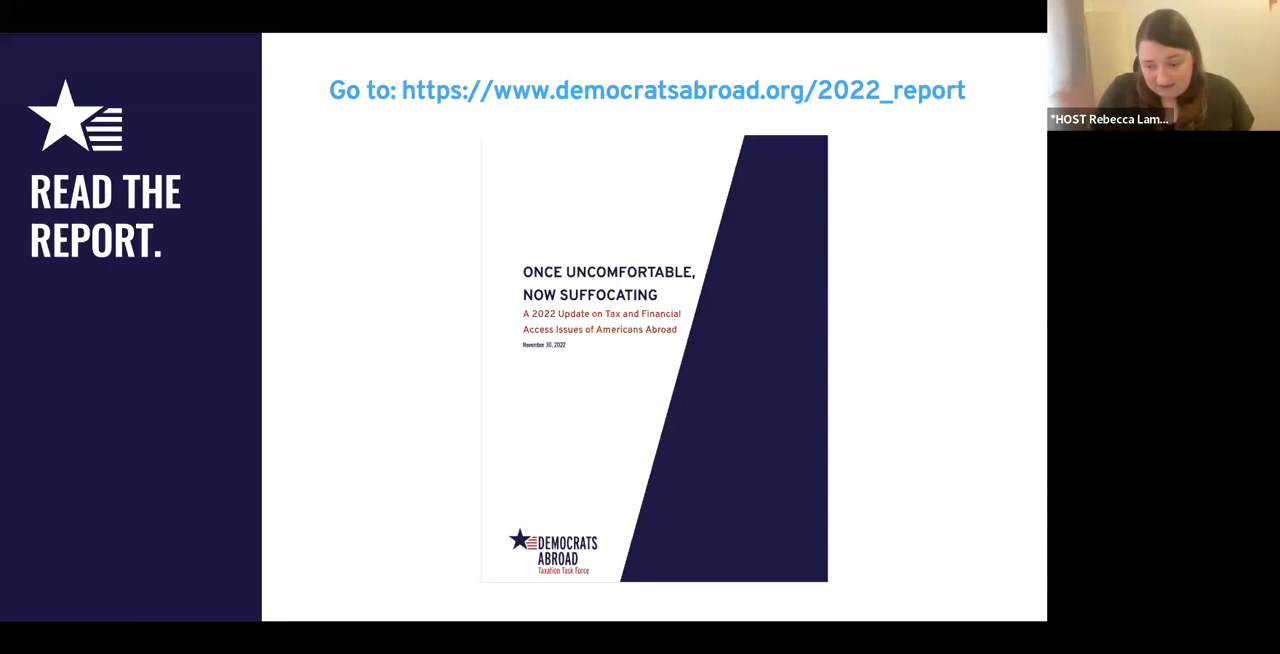 Go to: https://www.democratsabroad.org/2022_report
*HOST Rebecca Lam...
READ THE
REPORT.
ONCE UNCOMFORTABLE,
NOW SUFFOCATING
A 2022 Update on Tax and Financial
Access Issues of Americans Abroad
November 30, 2022
DEMOCRATS
ABROAD
Taxation Task Force